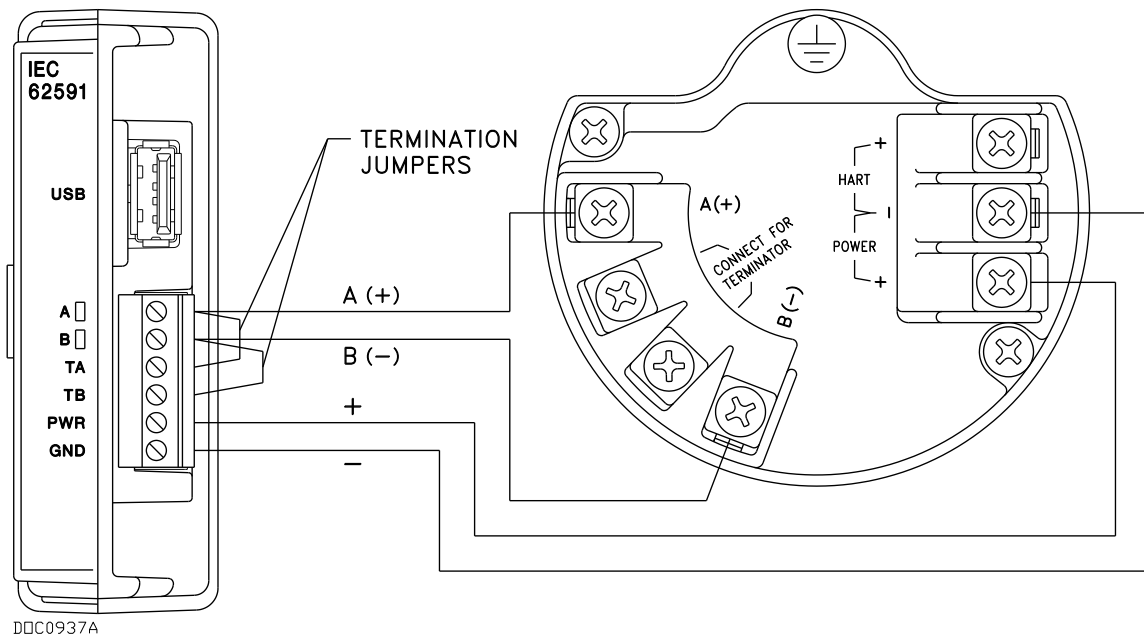 IEC
62591
USB
A
B
TA
TB
PWR
GND
TERMINATION
JUMPERS
A (+)
B (−)
+
−
A(+)
CONNECT FOR
TERMINATOR
B(−)
+
HART
−
POWER
+
DOC0937A